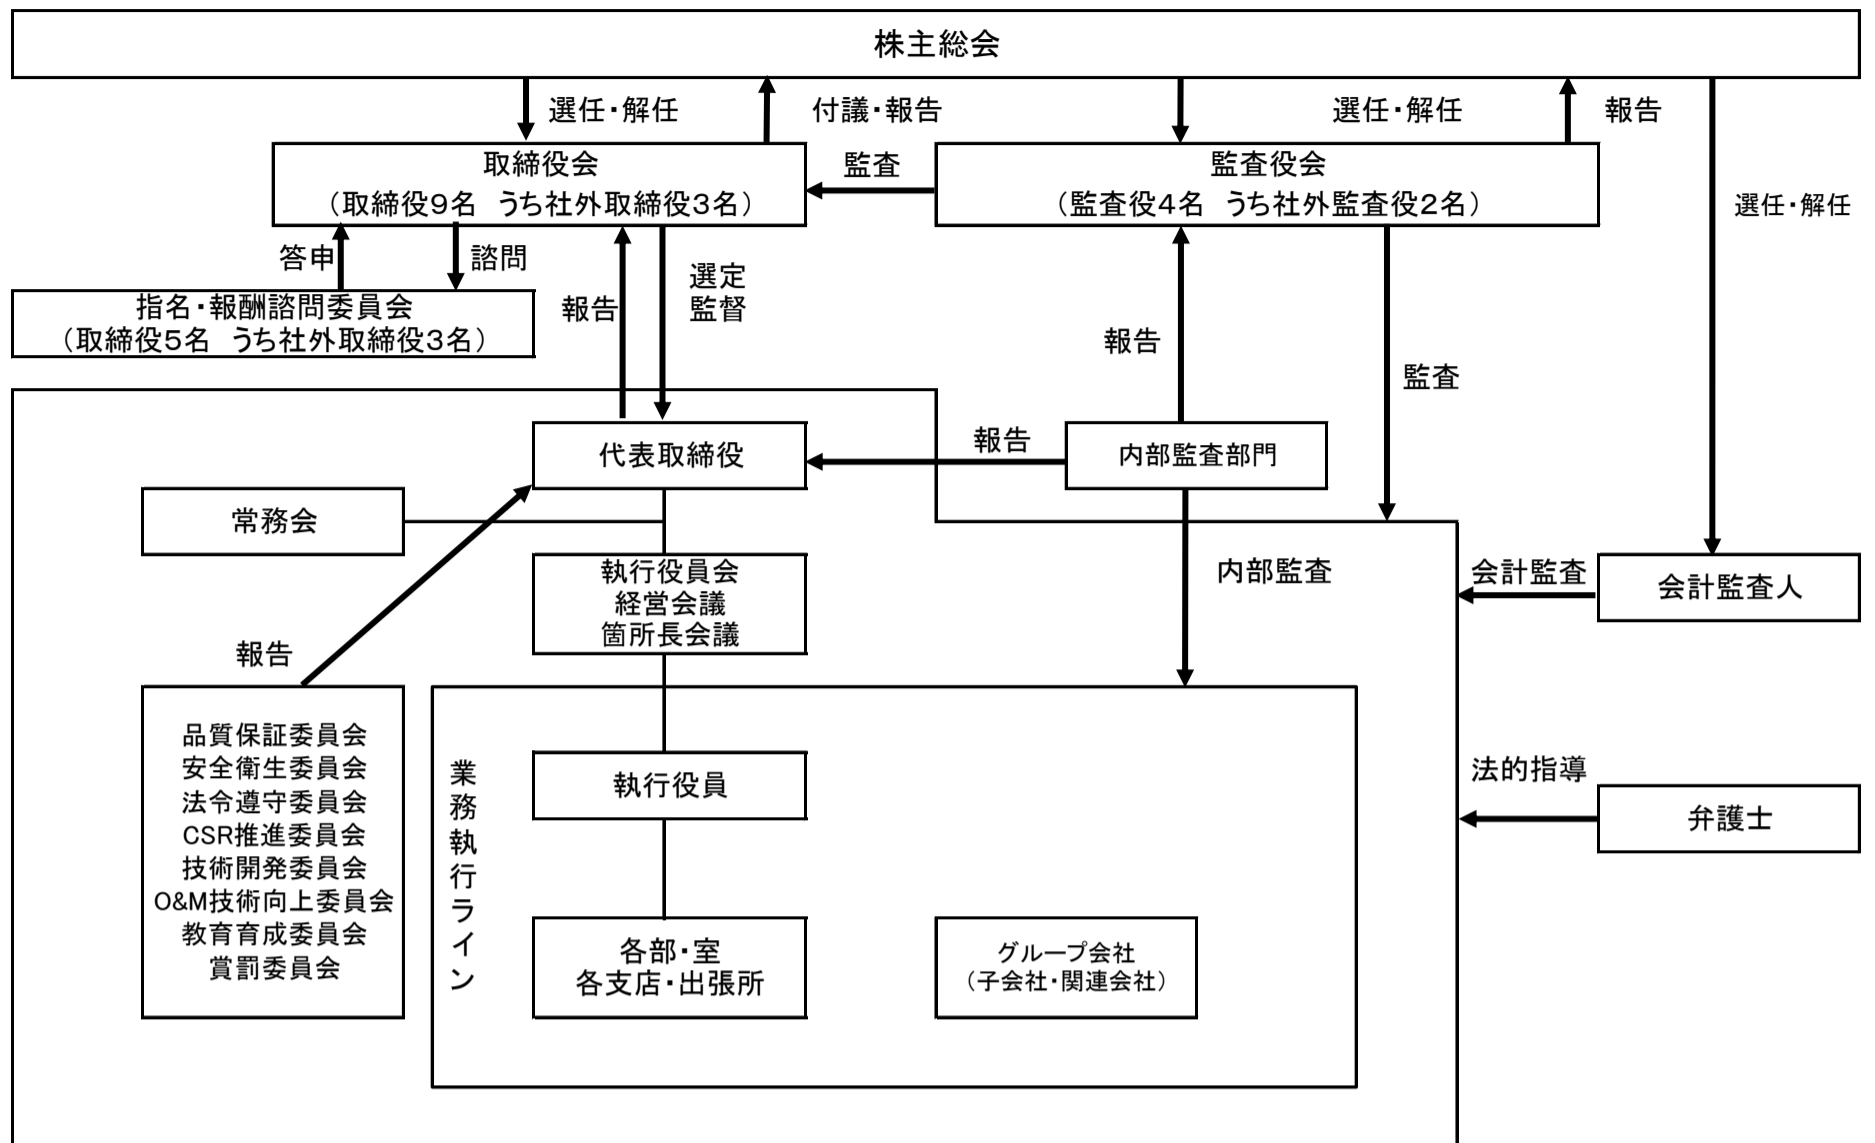 株主総会
選任・解任
付議・報告
選任・解任
報告
取締役会
（取締役９名　うち社外取締役３名）
監査
監査役会
（監査役４名　うち社外監査役２名）
選任・解任
答申
諮問
選定
監督
報告
指名・報酬諮問委員会
（取締役５名　うち社外取締役３名）
報告
監査
代表取締役
報告
内部監査部門
常務会
執行役員会
経営会議
箇所長会議
内部監査
会計監査
会計監査人
報告
品質保証委員会
安全衛生委員会
法令遵守委員会
CSR推進委員会
技術開発委員会
O&M技術向上委員会
教育育成委員会
賞罰委員会
業務執行ライン
執行役員
法的指導
弁護士
各部・室
各支店・出張所
グループ会社
（子会社・関連会社）